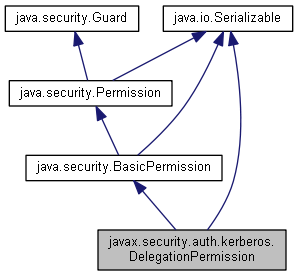 java.security.Guard
java.io.Serializable
java.security.Permission
java.security.BasicPermission
javax.security.auth.kerberos.
DelegationPermission